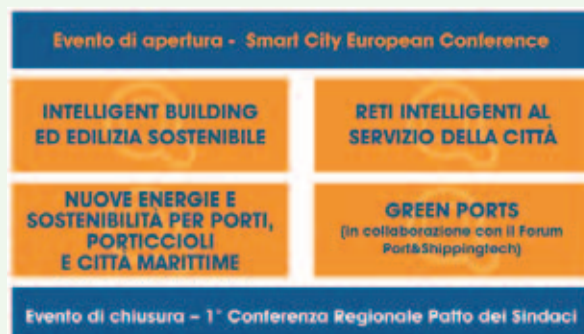 Evento di apertura - Smart City European Conference
INTELLIGENT BUILDING
ED EDILIZIA SOSTENIBILE
RETI INTELLIGENTI AL
SERVIZIO DELLA CITTÀ
NUOVE ENERGIE E
SOSTENIBILITÀ PER PORTI,
PORTICCIOLI
E CITTÀ MARITTIME
GREEN PORTS
(in collaborazione con il Forum
Port&Shippingtech)
Evento di chiusura – 1° Conferenza Regionale Patto dei Sindaci